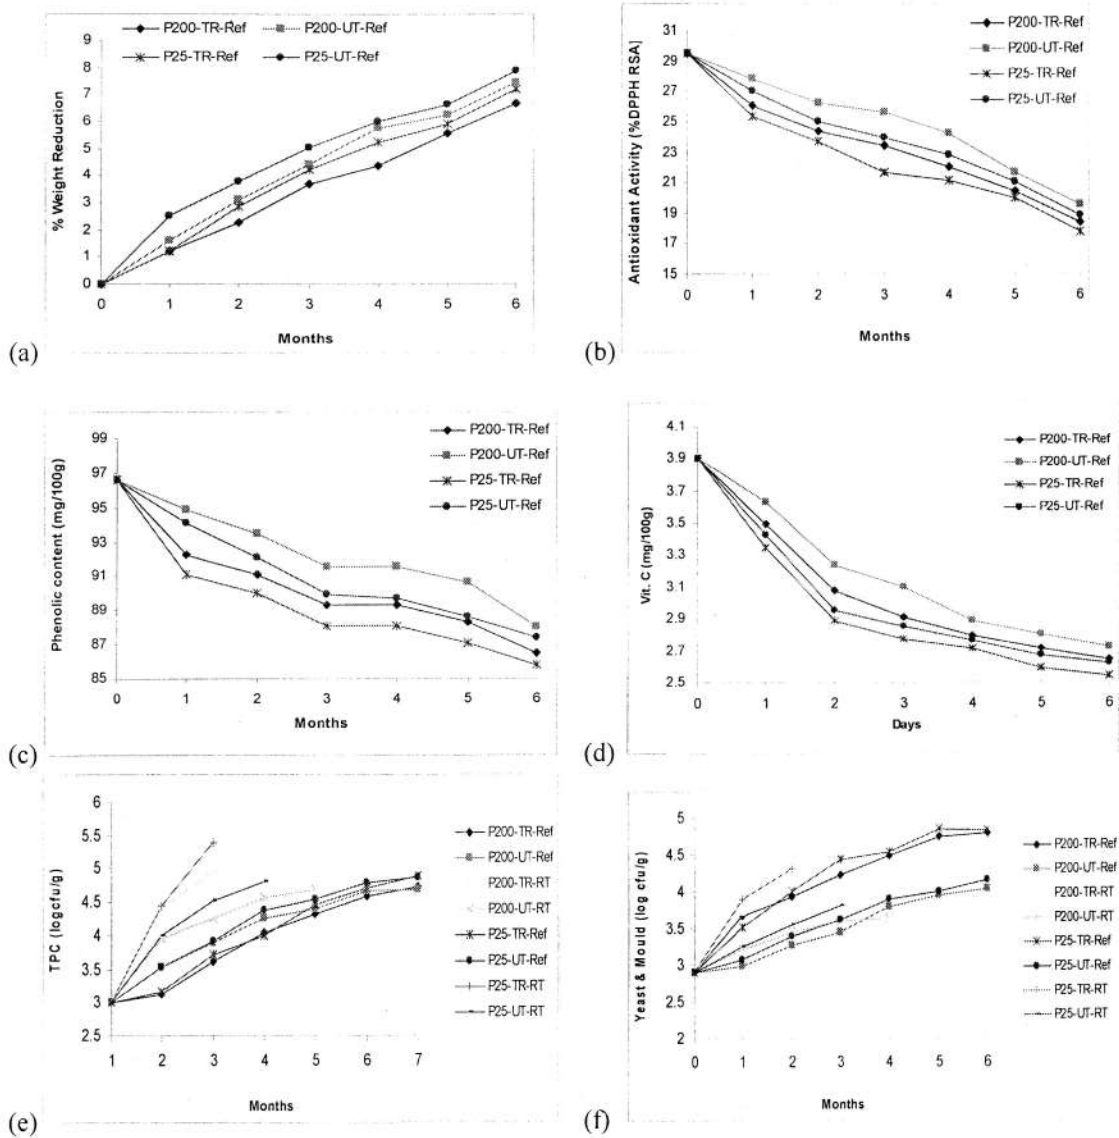 P200-TR-Ref P200-UT-Ref
P25-TR-Ref P25-UT-Ref
9
8
7
6
5
4
3
2
1
0
% Weight Reduction
0 1 2 3 4 5 6
Months
(a)
P200-TR-Ref
P200-UT-Ref
P25-TR-Ref
P25-UT-Ref
31
29
27
25
23
21
19
17
15
Antioxidant Activity (%DPPH RSA]
0 1 2 3 4 5 6
Months
(b)
P200-TR-Ref
P200-UT-Ref
P25-TR-Ref
P25-UT-Ref
99
97
95
93
91
89
87
85
Phenolic content (mg/100g)
0 1 2 3 4 5 6
Months
(c)
P200-TR-Ref
P200-UT-Ref
P25-TR-Ref
P25-UT-Ref
4.1
3.9
3.7
3.5
3.3
3.1
2.9
2.7
2.5
Vit. C (mg/100g)
0 1 2 3 4 5 6
Days
(d)
6
5.5
5
4.5
4
3.5
3
2.5
TPC (logcfu/g)
1 2 3 4 5 6 7
Months
P200-TR-Ref
P200-UT-Ref
P200-TR-RT
P200-UT-RT
P25-TR-Ref
P25-UT-Ref
P25-TR-RT
P25-UT-RT
(e)
5
4.5
4
3.5
3
2.5
2
Yeast & Mould (log cfu/g)
0 1 2 3 4 5 6
Months
P200-TR-Ref
P200-UT-Ref
P200-TR-RT
P200-UT-RT
P25-TR-Ref
P25-UT-Ref
P25-TR-RT
P25-UT-RT
(f)